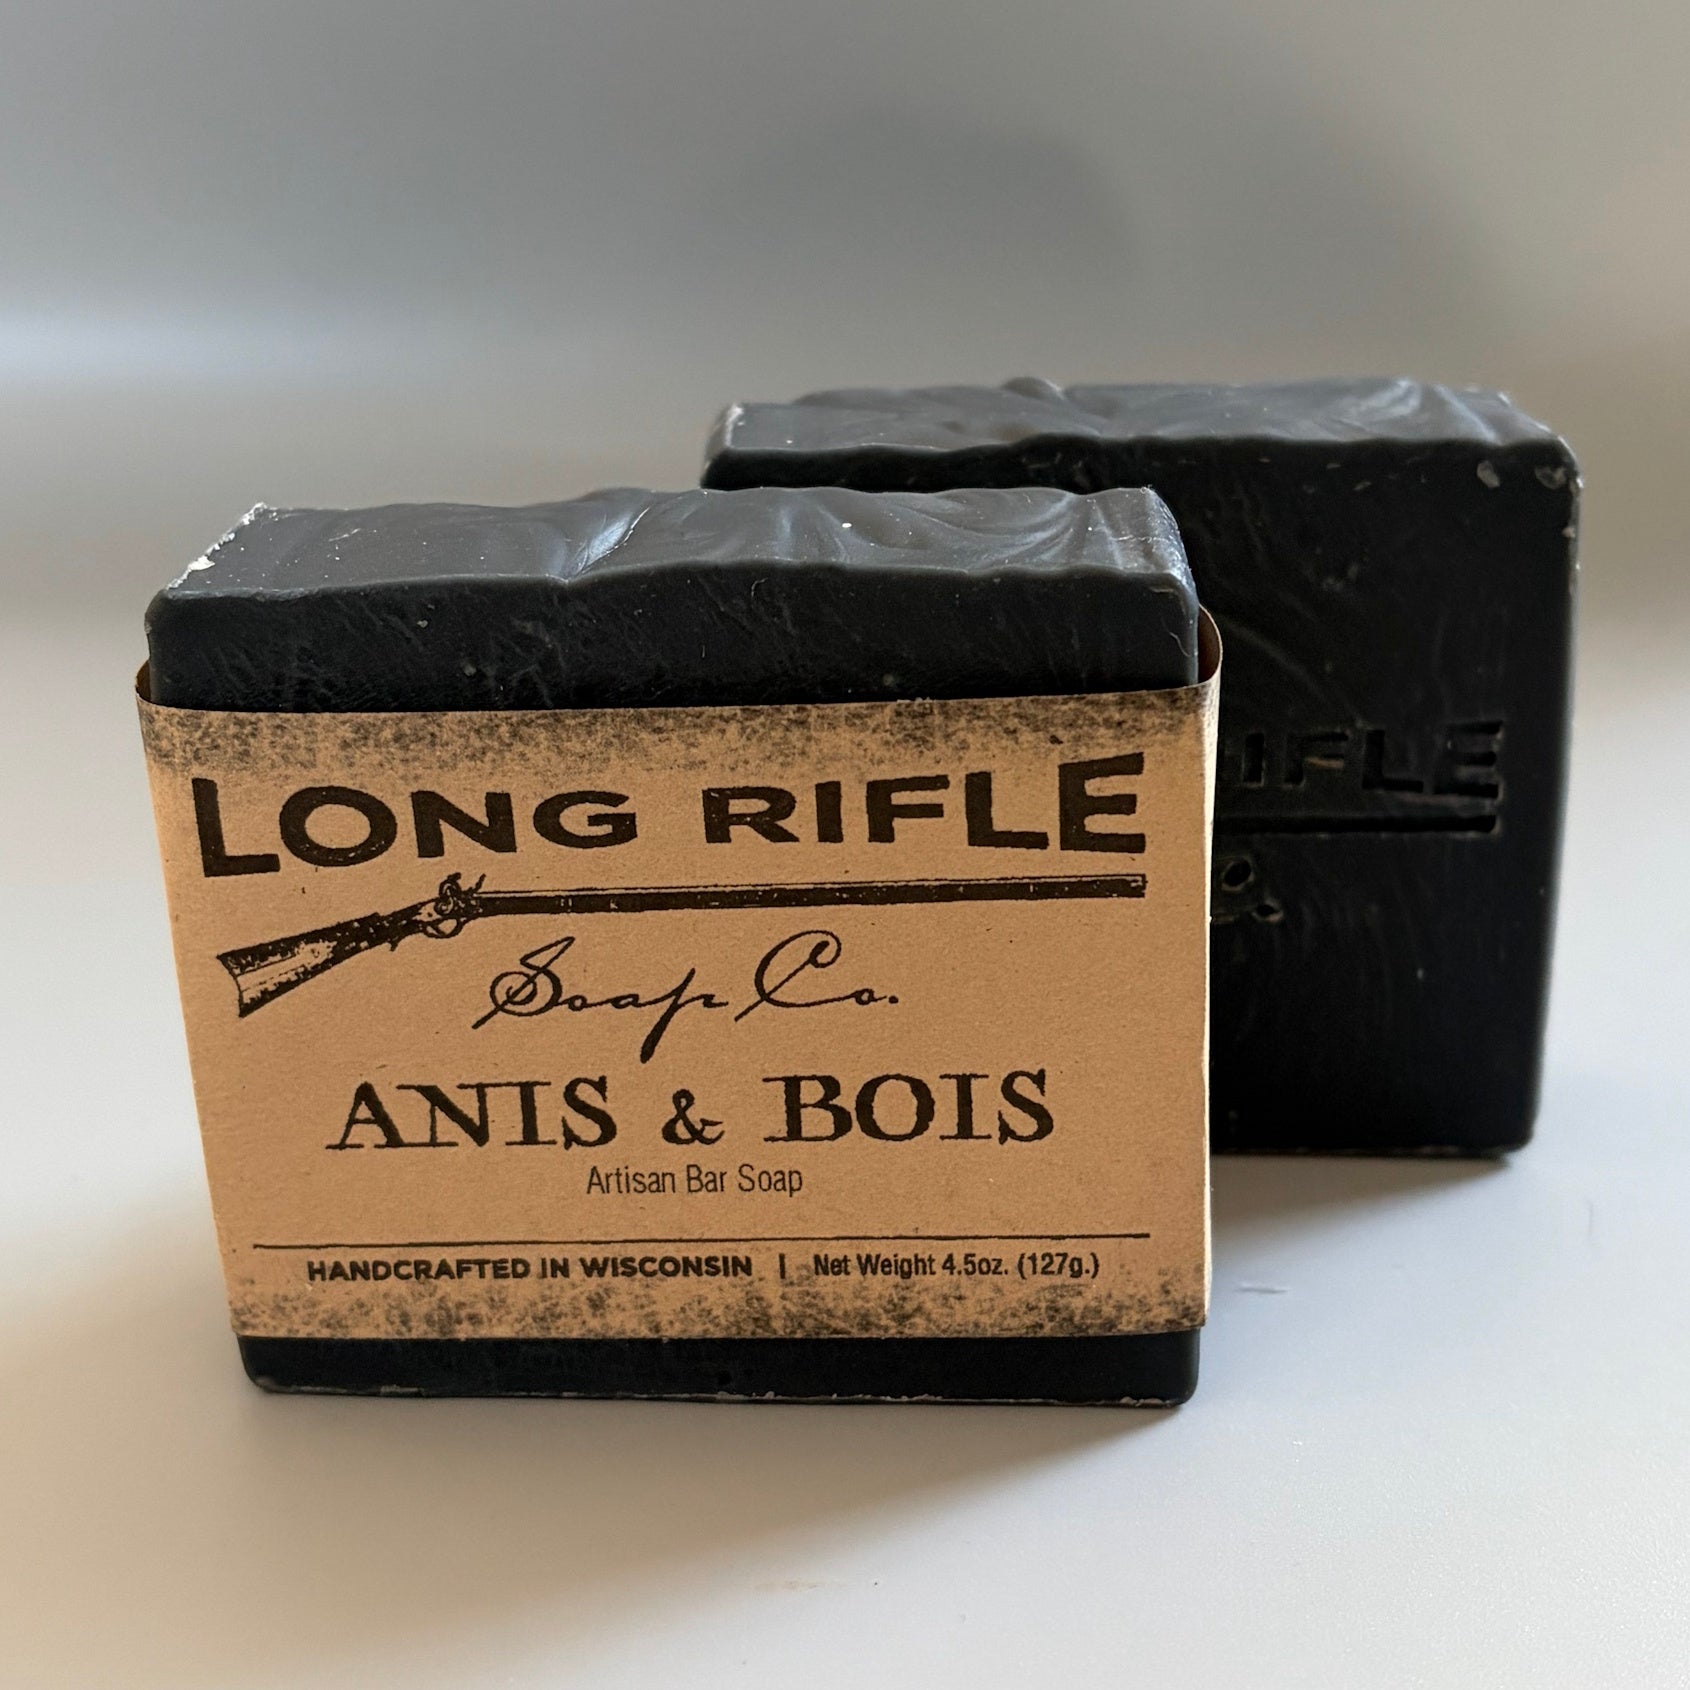 LONG RIFLE
Soap Co.
ANIS & BOIS
Artisan Bar Soap
HANDCRAFTED IN WISCONSIN | Net Weight 4.5oz. (127g.)